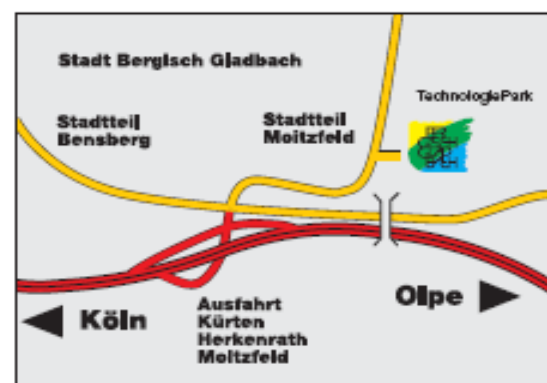 Stadt Bergisch Gladbach
TechnologiePark
Stadtteil
Bensberg
Stadtteil
Moitzfeld
Köln
Ausfahrt
Kürten
Herkenrath
Moitzfeld
Olpe